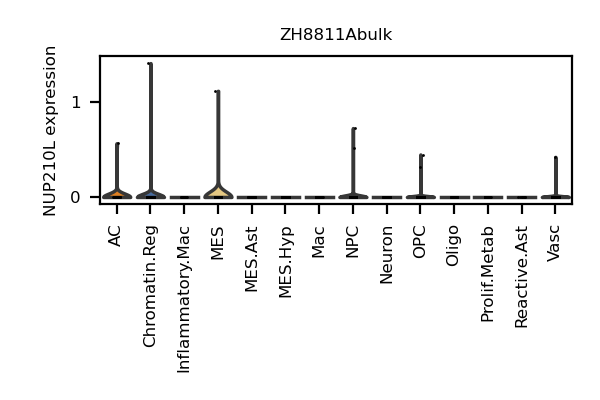 ZH8811Abulk
NUP210L expression
1
0
AC
Chromatin.Reg
Inflammatory.Mac
MES
MES.Ast
MES.Hyp
Mac
NPC
Neuron
OPC
Oligo
Prolif.Metab
Reactive.Ast
Vasc